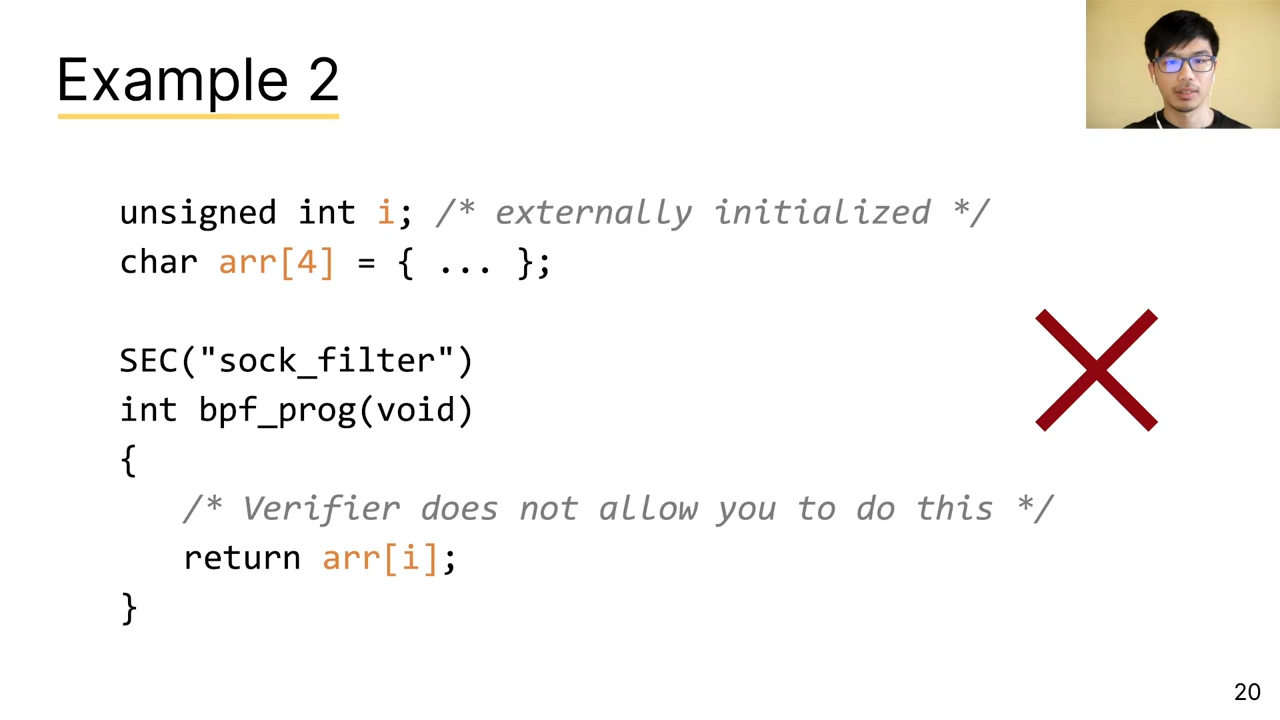 Example 2
unsigned int i; /* externally initialized */
char arr[4] = { ... };
SEC("sock_filter")
int bpf_prog(void)
{
/* Verifier does not allow you to do this */
return arr[i];
}
20